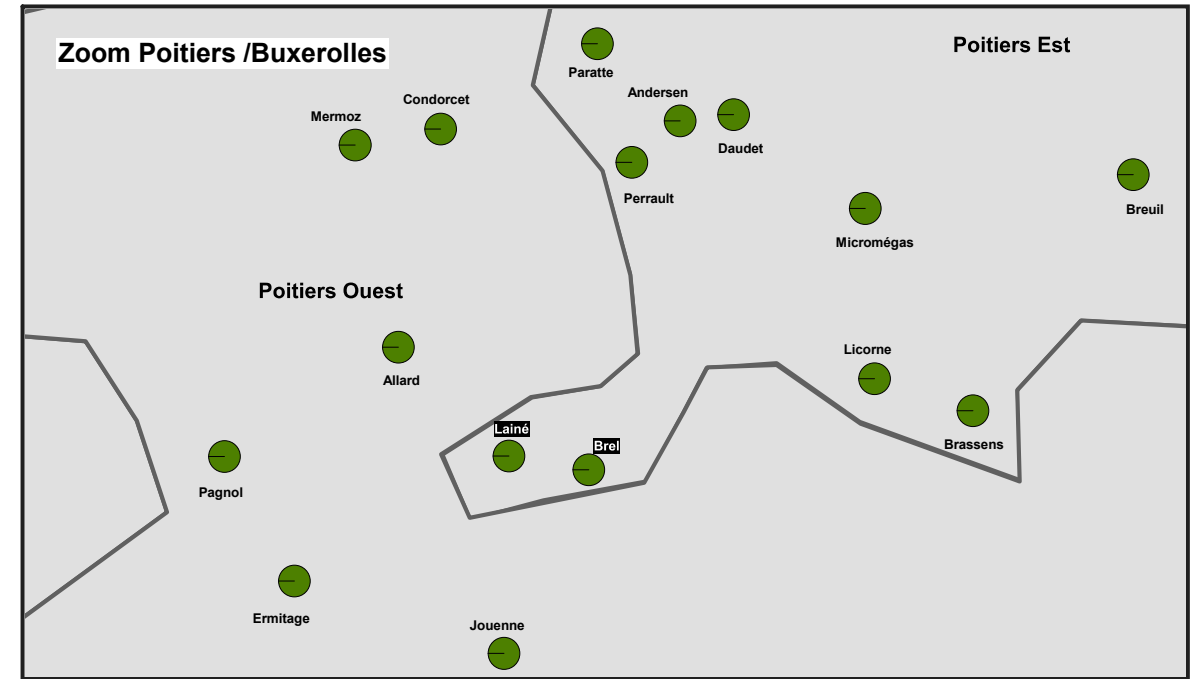 Zoom Poitiers /Buxerolles
Poitiers Est
Paratte
Andersen
Condorcet
Mermoz
Daudet
Perrault
Breuil
Micromégas
Poitiers Ouest
Licorne
Allard
Lainé
Brel
Brassens
Pagnol
Ermitage
Jouenne